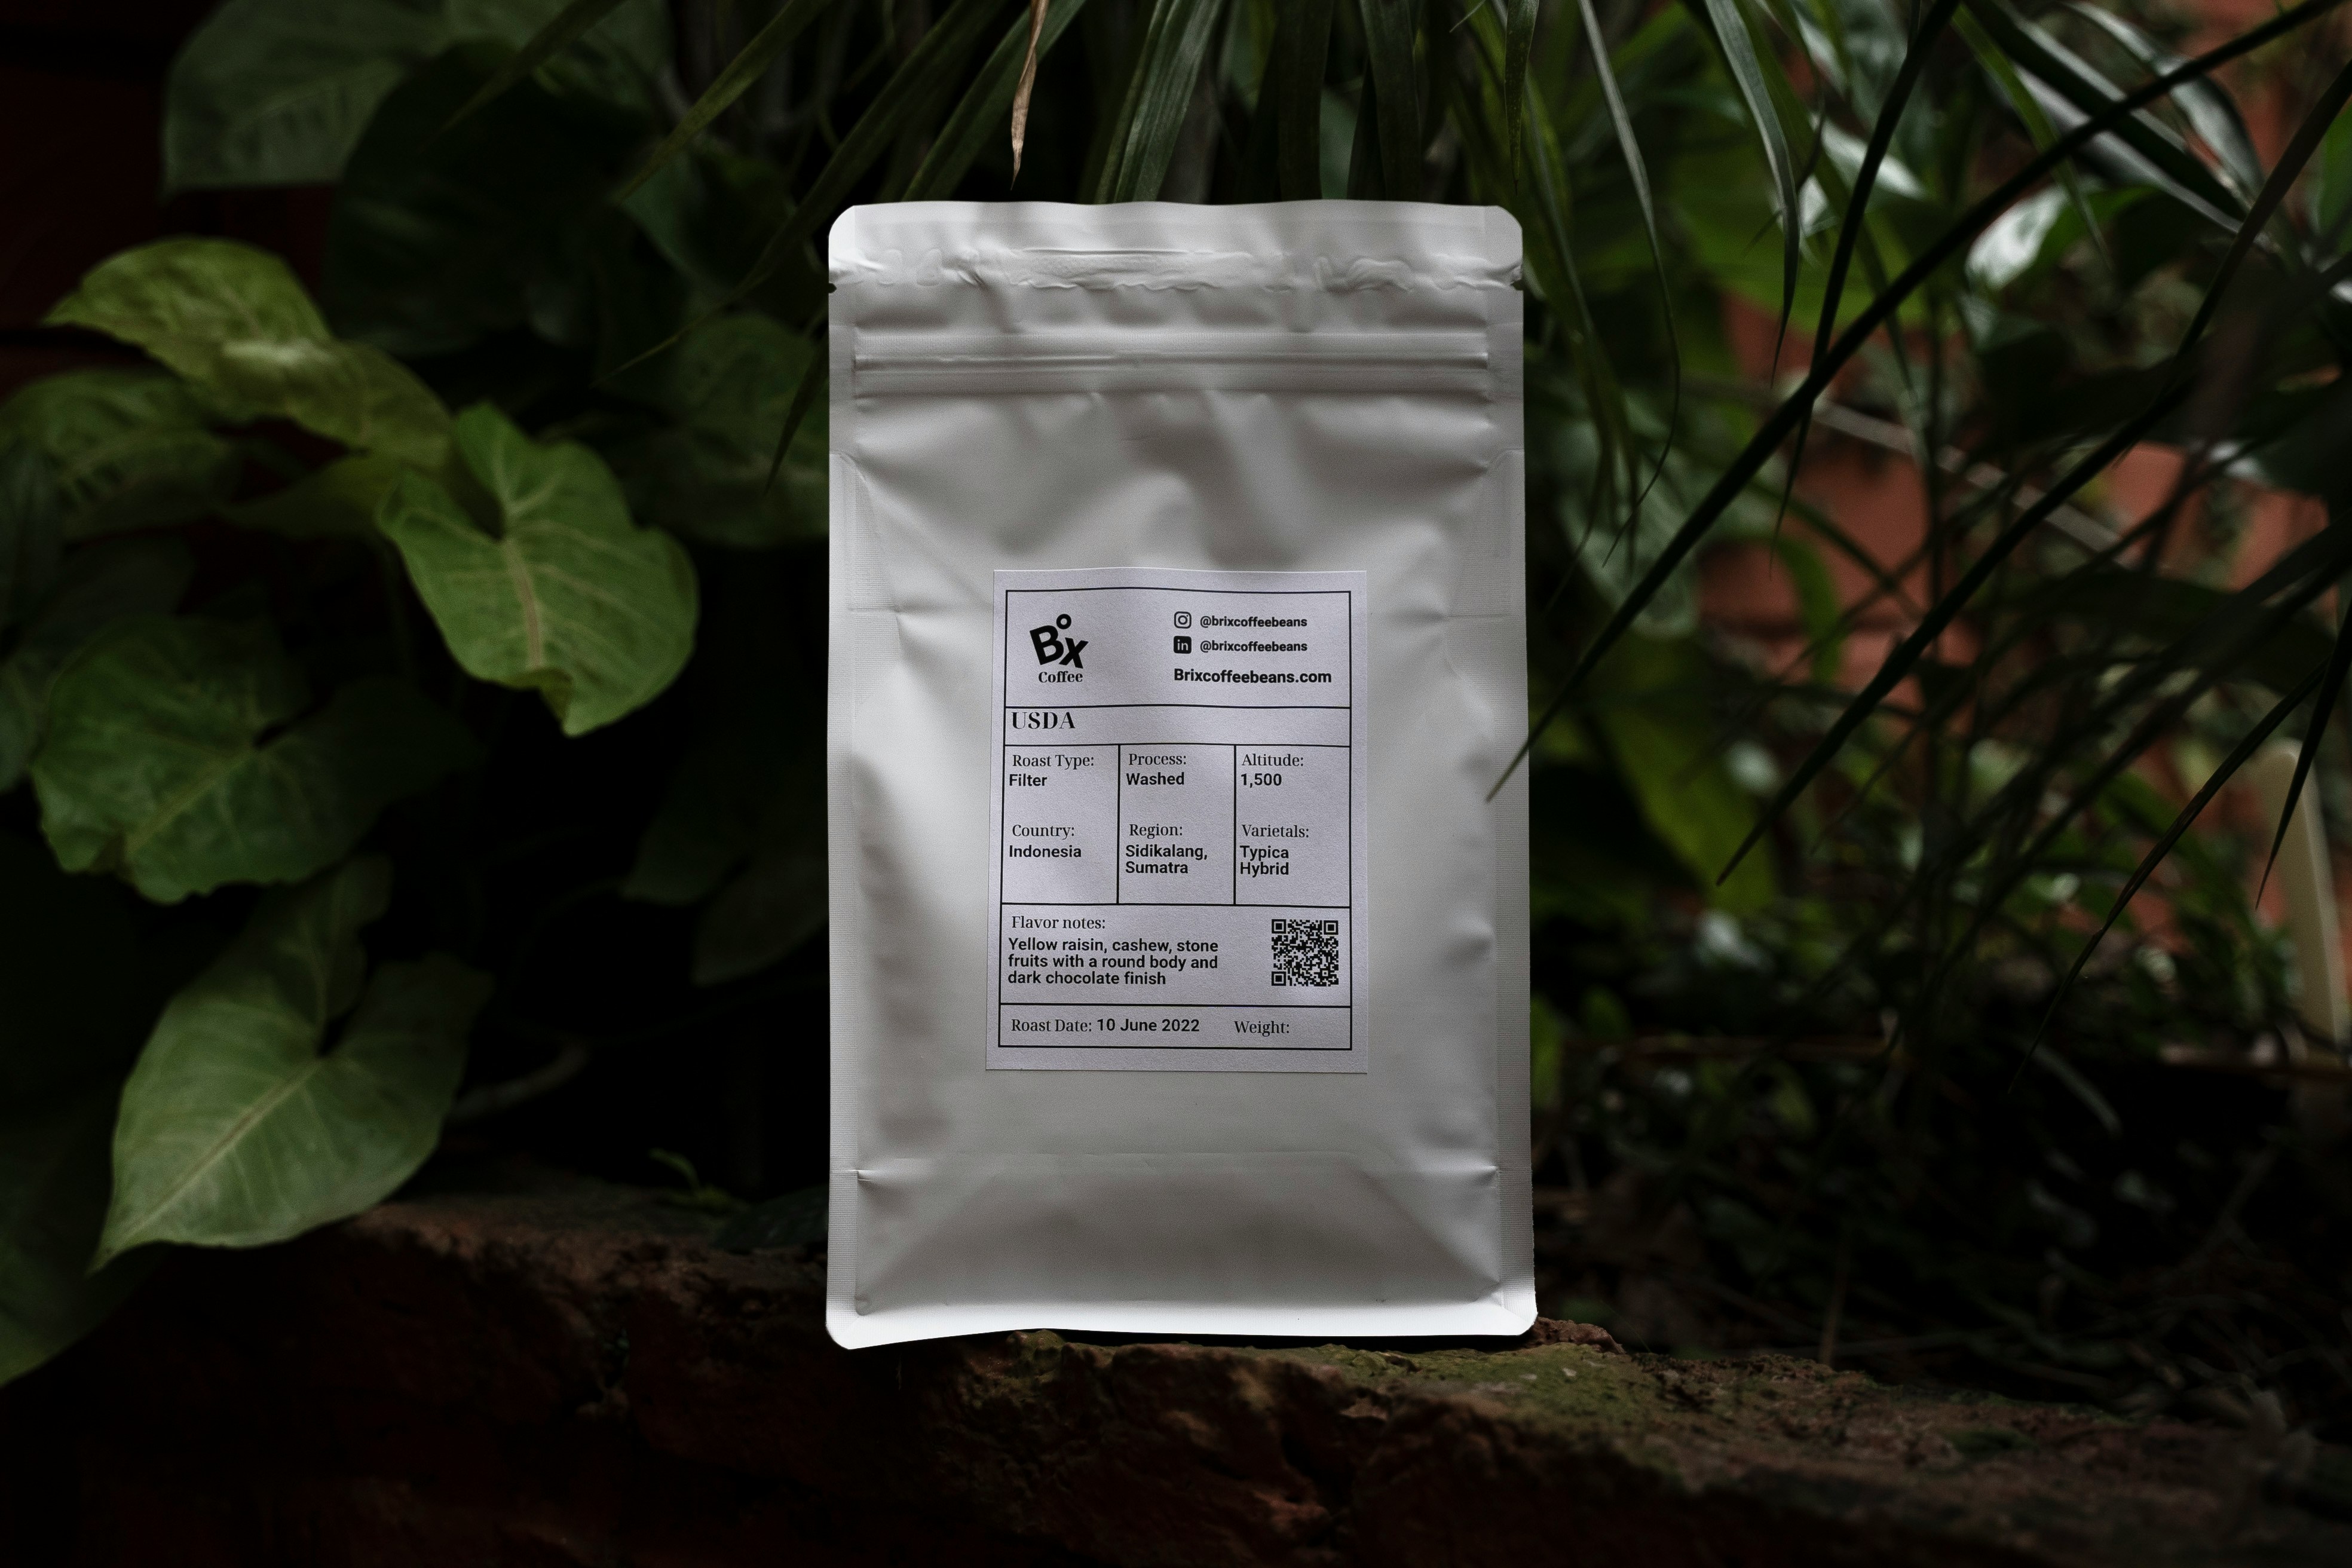 B°x
Coffee
@brixcoffeebeans
in @brixcoffeebeans
Brixcoffeebeans.com
USDA
Roast Type:
Filter
Process:
Washed
Altitude:
1,500
Country:
Indonesia
Region:
Sidikalang,
Sumatra
Varietals:
Typica
Hybrid
Flavor notes:
Yellow raisin, cashew, stone
fruits with a round body and
dark chocolate finish
Roast Date: 10 June 2022
Weight: